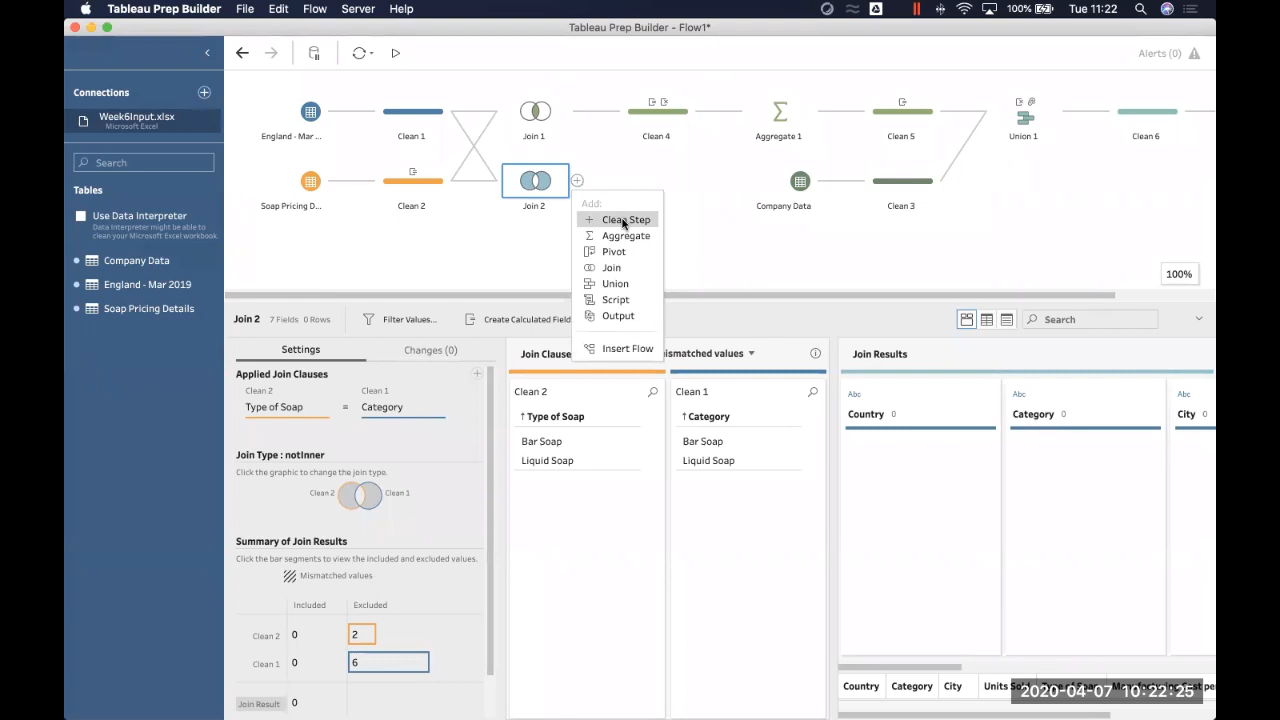 Tableau Prep Builder File Edit Flow Server Help 100% Tue 11:22
Tableau Prep Builder - Flow1*
Alerts (0)
Connections
Week6Input.xlsx
Microsoft Excel
Search
Tables
Use Data Interpreter
Data Interpreter might be able to
clean your Microsoft Excel workbook.
Company Data
England - Mar 2019
Soap Pricing Details
England - Mar ... Clean 1 Join 1 Clean 4 Aggregate 1 Clean 5 Union 1 Clean 6
Soap Pricing D... Clean 2 Join 2 Company Data Clean 3
Add:
Clean Step
Aggregate
Pivot
Join
Union
Script
Output
Insert Flow
100%
Join 2 7 Fields 0 Rows Filter Values... Create Calculated Field Search
Settings Changes (0)
Applied Join Clauses
Clean 2 Clean 1
Type of Soap = Category
Join Type : notInner
Click the graphic to change the join type.
Clean 2 Clean 1
Summary of Join Results
Click the bar segments to view the included and excluded values.
Mismatched values
Included Excluded
Clean 2 0 2
Clean 1 0 6
Join Result 0
Join Clause ismatched values
Clean 2 Clean 1
Type of Soap Category
Bar Soap Bar Soap
Liquid Soap Liquid Soap
Join Results
Abc Abc Abc
Country 0 Category 0 City 0
Country Category City Units
2020-04-07 10:22:25